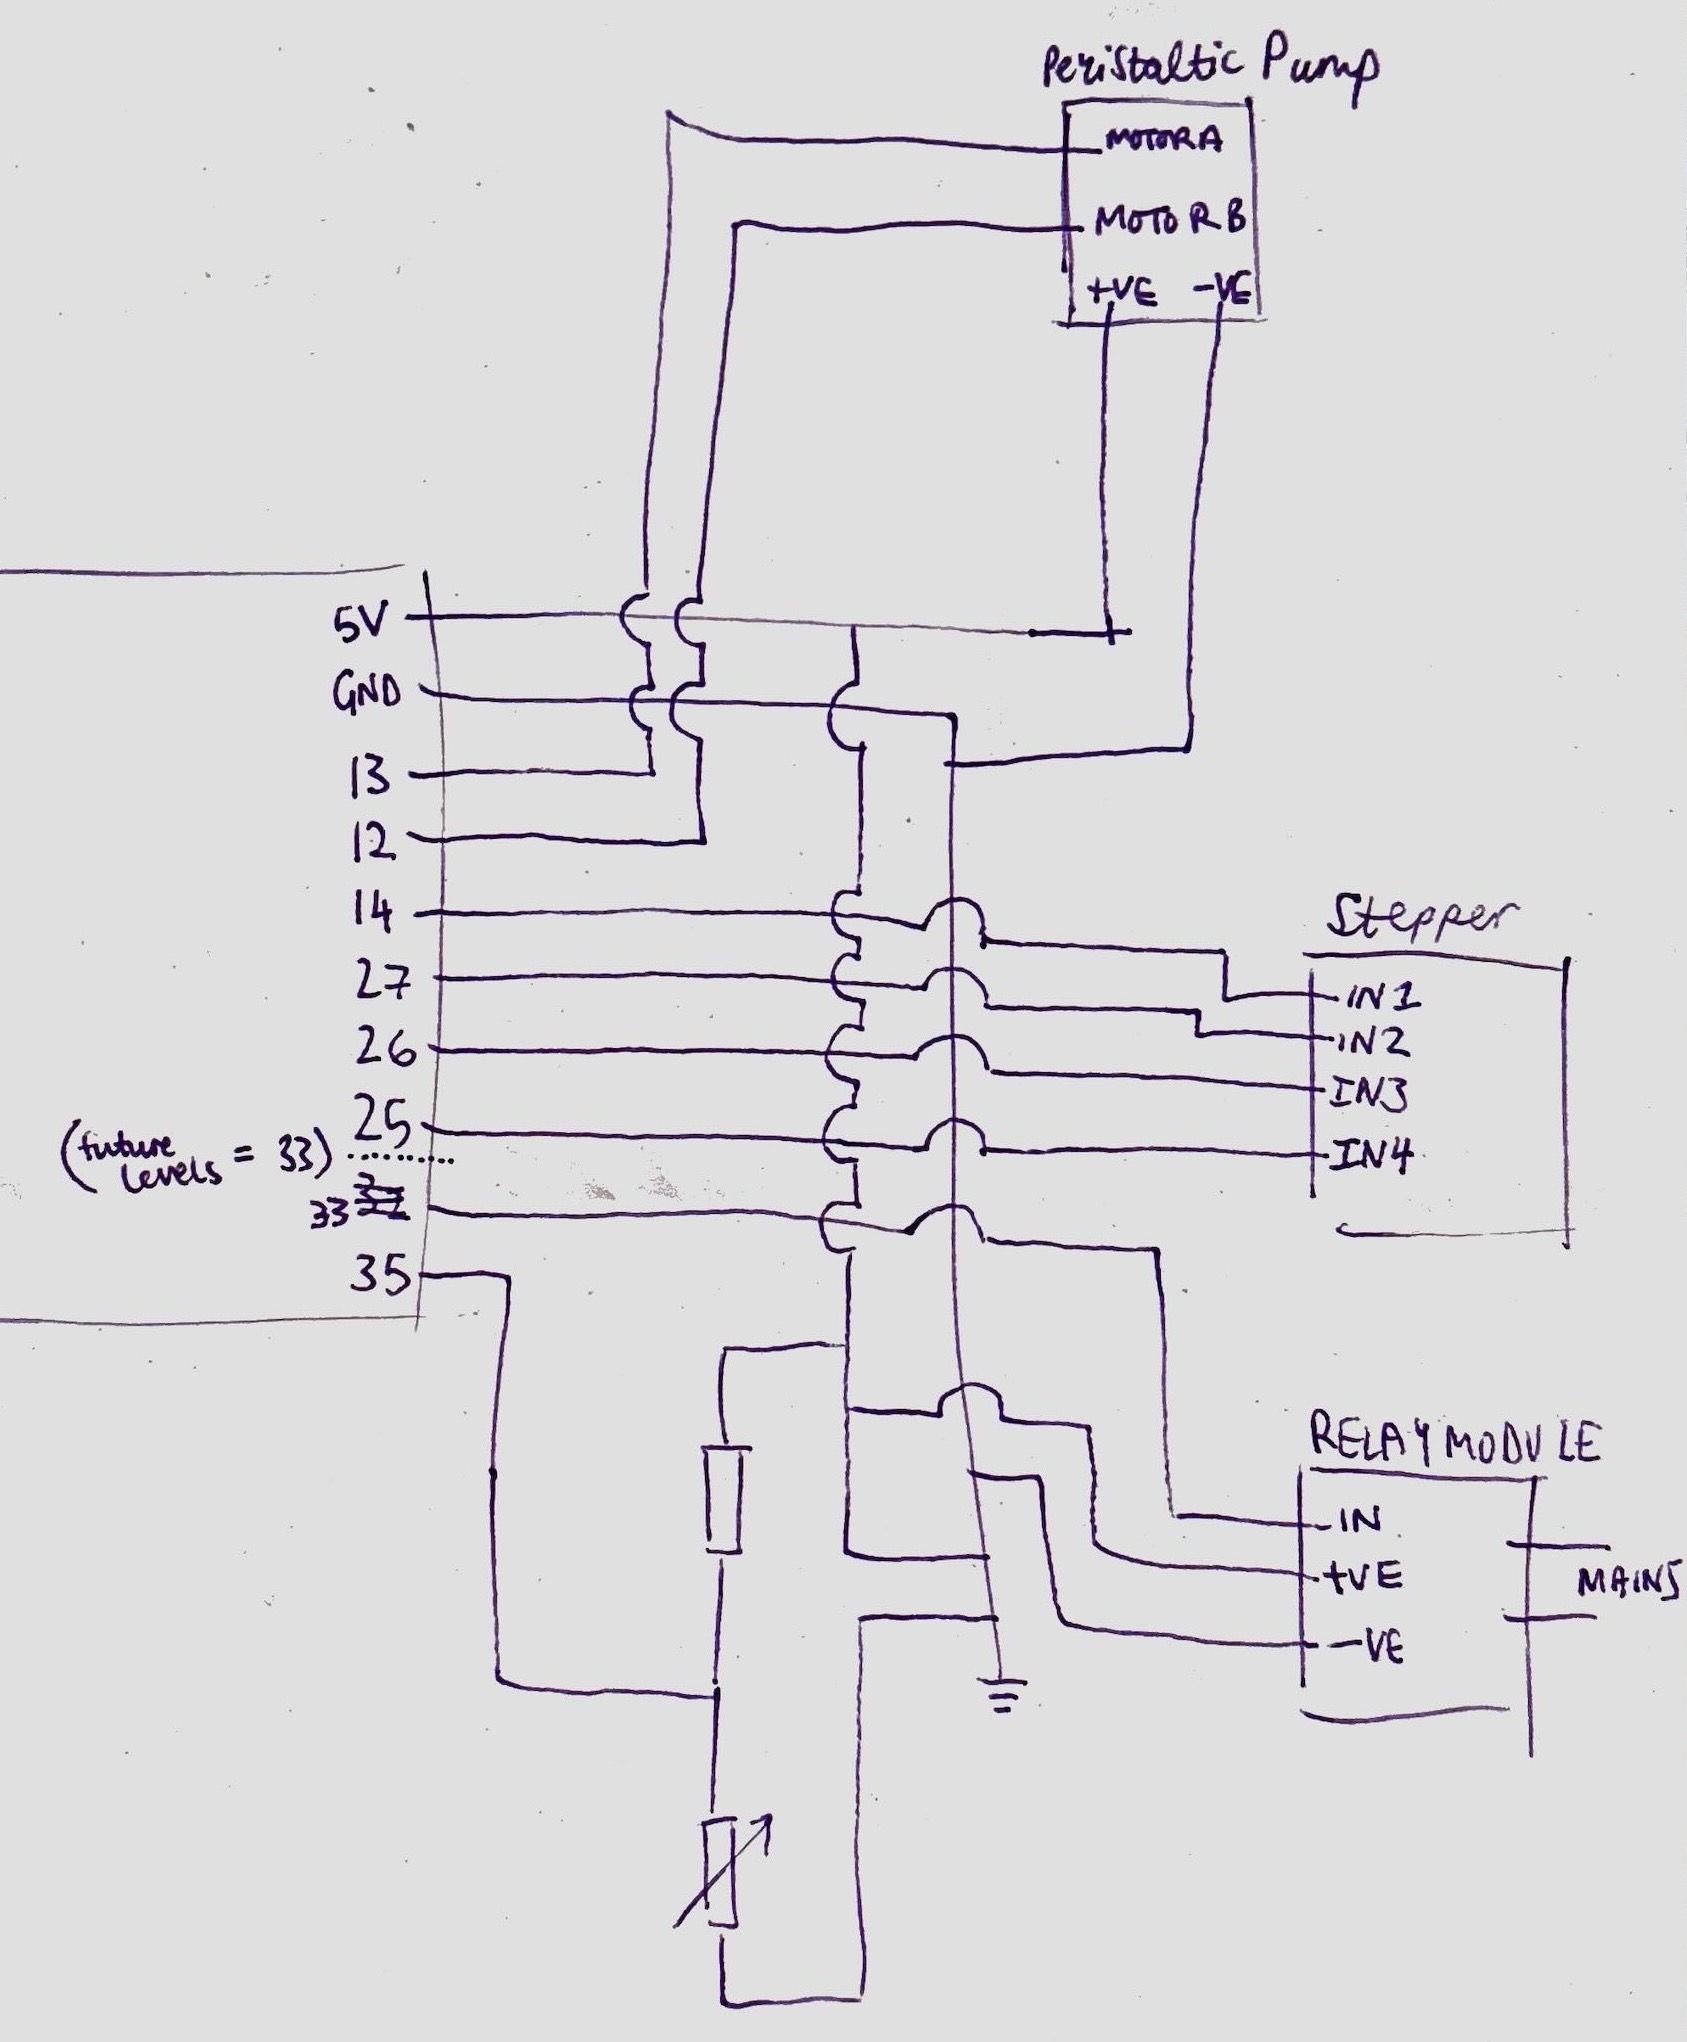 Peristaltic Pump
MOTOR A
MOTOR B
+VE -VE
5V
GND
13
12
14
27
26
25
(future levels = 33)
33
35
Stepper
IN1
IN2
IN3
IN4
RELAY MODULE
IN
+VE
-VE
MAINS